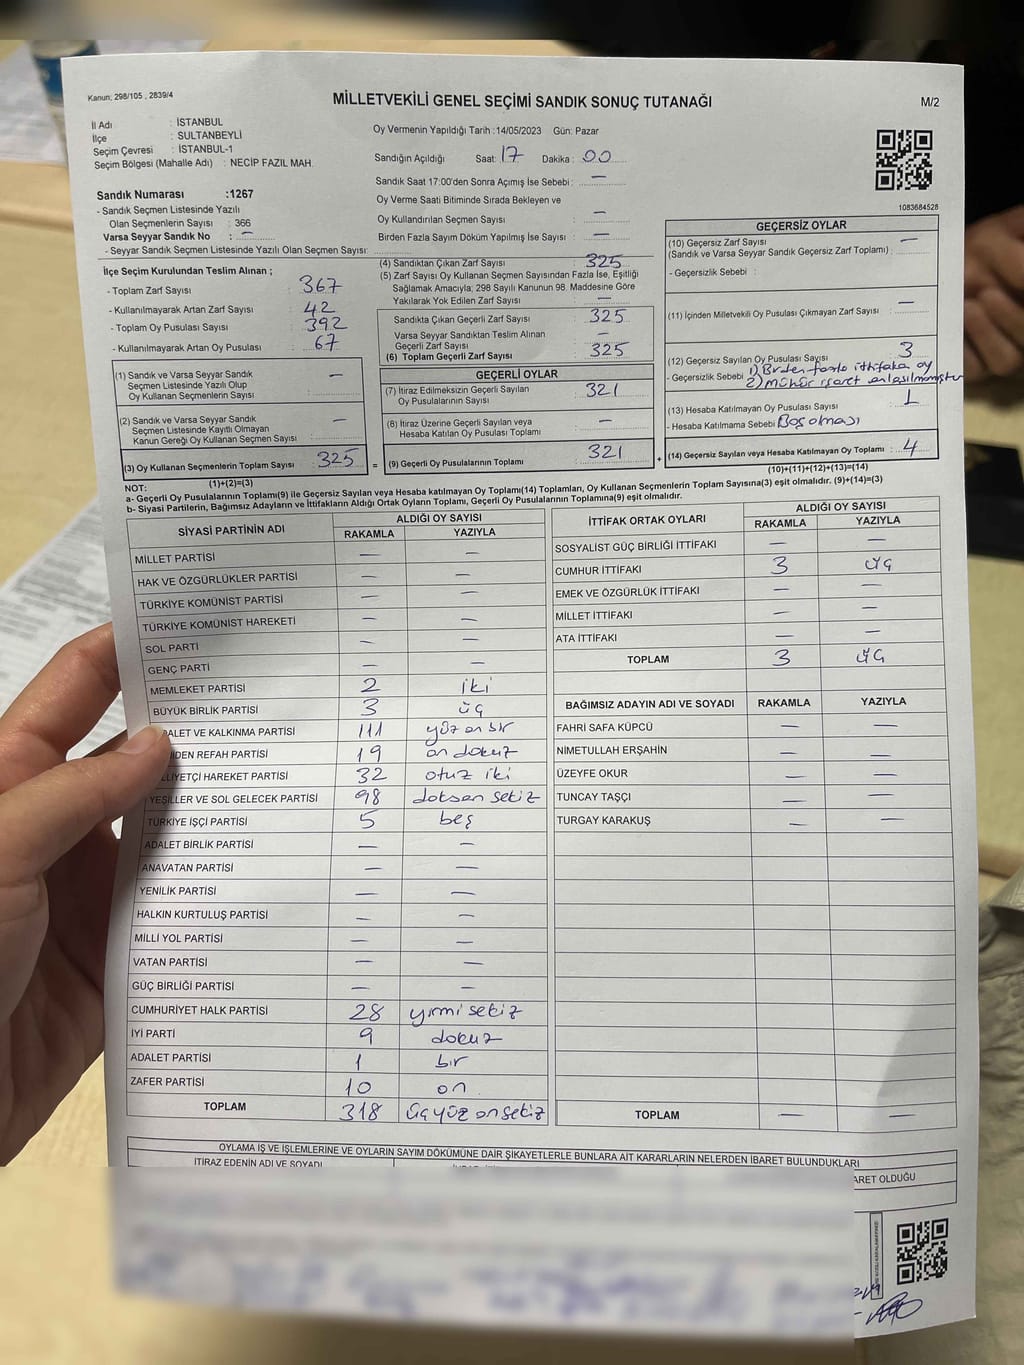 Kanun; 298/105 , 2839/4
MİLLETVEKİLİ GENEL SEÇİMİ SANDIK SONUÇ TUTANAĞI
M/2
İl Adı : İSTANBUL
İlçe : SULTANBEYLİ
Seçim Çevresi : İSTANBUL-1
Seçim Bölgesi (Mahalle Adı) : NECİP FAZIL MAH.
Sandık Numarası :1267
- Sandık Seçmen Listesinde Yazılı
Olan Seçmenlerin Sayısı : 366
Varsa Seyyar Sandık No : —
- Seyyar Sandık Seçmen Listesinde Yazılı Olan Seçmen Sayısı:
Oy Vermenin Yapıldığı Tarih :14/05/2023 Gün: Pazar
Sandığın Açıldığı Saat: 17 Dakika : 00
Sandık Saat 17:00'den Sonra Açımış İse Sebebi : —
Oy Verme Saati Bitiminde Sırada Bekleyen ve
Oy Kullandırılan Seçmen Sayısı : —
Birden Fazla Sayım Döküm Yapılmış İse Sayısı : —
1083684528
İlçe Seçim Kurulundan Teslim Alınan ;
- Toplam Zarf Sayısı : 367
- Kullanılmayarak Artan Zarf Sayısı : 42
- Toplam Oy Pusulası Sayısı : 392
- Kullanılmayarak Artan Oy Pusulası : 67
(1) Sandık ve Varsa Seyyar Sandık
Seçmen Listesinde Yazılı Olup
Oy Kullanan Seçmenlerin Sayısı : —
(2) Sandık ve Varsa Seyyar Sandık
Seçmen Listesinde Kayıtlı Olmayan
Kanun Gereği Oy Kullanan Seçmen Sayısı : —
(3) Oy Kullanan Seçmenlerin Toplam Sayısı : 325
(1)+(2)=(3)
(4) Sandıktan Çıkan Zarf Sayısı : 325
(5) Zarf Sayısı Oy Kullanan Seçmen Sayısından Fazla İse, Eşitliği
Sağlamak Amacıyla; 298 Sayılı Kanunun 98. Maddesine Göre
Yakılarak Yok Edilen Zarf Sayısı : —
Sandıkta Çıkan Geçerli Zarf Sayısı : 325
Varsa Seyyar Sandıktan Teslim Alınan
Geçerli Zarf Sayısı : —
(6) Toplam Geçerli Zarf Sayısı : 325
GEÇERLİ OYLAR
(7) İtiraz Edilmeksizin Geçerli Sayılan
Oy Pusulalarının Sayısı : 321
(8) İtiraz Üzerine Geçerli Sayılan veya
Hesaba Katılan Oy Pusulası Toplamı : —
= (9) Geçerli Oy Pusulalarının Toplamı : 321 +
GEÇERSİZ OYLAR
(10) Geçersiz Zarf Sayısı —
(Sandık ve Varsa Seyyar Sandık Geçersiz Zarf Toplamı) :
- Geçersizlik Sebebi :
(11) İçinden Milletvekili Oy Pusulası Çıkmayan Zarf Sayısı : —
(12) Geçersiz Sayılan Oy Pusulası Sayısı : 3
- Geçersizlik Sebebi 1) Birden fazla ittifaka oy
2) mühür işaret anlaşılmamıştır
(13) Hesaba Katılmayan Oy Pusulası Sayısı : 1
- Hesaba Katılmama Sebebi : Boş olması
(14) Geçersiz Sayılan veya Hesaba Katılmayan Oy Toplamı : 4
(10)+(11)+(12)+(13)=(14)
NOT:
a- Geçerli Oy Pusulalarının Toplamı(9) ile Geçersiz Sayılan veya Hesaba katılmayan Oy Toplamı(14) Toplamları, Oy Kullanan Seçmenlerin Toplam Sayısına(3) eşit olmalıdır. (9)+(14)=(3)
b- Siyasi Partilerin, Bağımsız Adayların ve İttifakların Aldığı Ortak Oyların Toplamı, Geçerli Oy Pusulalarının Toplamına(9) eşit olmalıdır.
SİYASİ PARTİNİN ADI ALDIĞI OY SAYISI
RAKAMLA YAZIYLA
MİLLET PARTİSİ — —
HAK VE ÖZGÜRLÜKLER PARTİSİ — —
TÜRKİYE KOMÜNİST PARTİSİ — —
TÜRKİYE KOMÜNİST HAREKETİ — —
SOL PARTİ — —
GENÇ PARTİ — —
MEMLEKET PARTİSİ 2 iki
BÜYÜK BİRLİK PARTİSİ 3 üç
ALET VE KALKINMA PARTİSİ 111 yüz on bir
İDEN REFAH PARTİSİ 19 on dokuz
LLİYETÇİ HAREKET PARTİSİ 32 otuz iki
YEŞİLLER VE SOL GELECEK PARTİSİ 98 doksan sekiz
TÜRKİYE İŞÇİ PARTİSİ 5 beş
ADALET BİRLİK PARTİSİ — —
ANAVATAN PARTİSİ — —
YENİLİK PARTİSİ — —
HALKIN KURTULUŞ PARTİSİ — —
MİLLİ YOL PARTİSİ — —
VATAN PARTİSİ — —
GÜÇ BİRLİĞİ PARTİSİ — —
CUMHURİYET HALK PARTİSİ 28 yirmi sekiz
İYİ PARTİ 9 dokuz
ADALET PARTİSİ 1 bir
ZAFER PARTİSİ 10 on
TOPLAM 318 üç yüz on sekiz
İTTİFAK ORTAK OYLARI ALDIĞI OY SAYISI
RAKAMLA YAZIYLA
SOSYALİST GÜÇ BİRLİĞİ İTTİFAKI — —
CUMHUR İTTİFAKI 3 üç
EMEK VE ÖZGÜRLÜK İTTİFAKI — —
MİLLET İTTİFAKI — —
ATA İTTİFAKI — —
TOPLAM 3 üç
BAĞIMSIZ ADAYIN ADI VE SOYADI RAKAMLA YAZIYLA
FAHRİ SAFA KÜPCÜ — —
NİMETULLAH ERŞAHİN — —
ÜZEYFE OKUR — —
TUNCAY TAŞÇI — —
TURGAY KARAKUŞ — —
TOPLAM — —
OYLAMA İŞ VE İŞLEMLERİNE VE OYLARIN SAYIM DÖKÜMÜNE DAİR ŞİKAYETLERLE BUNLARA AİT KARARLARIN NELERDEN İBARET BULUNDUKLARI
İTİRAZ EDENİN ADI VE SOYADI
ARET OLDUĞU